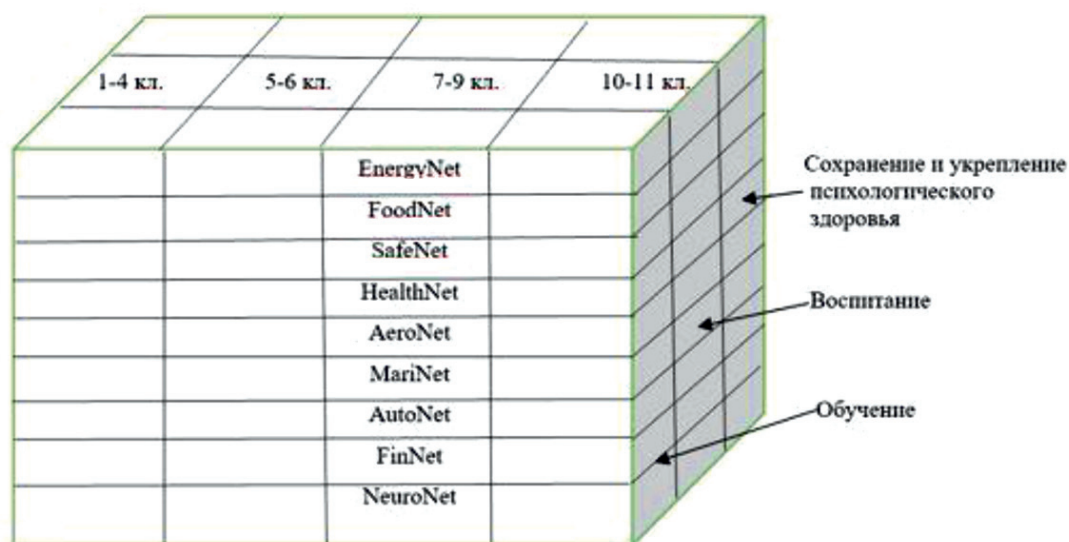 1-4 кл. 5-6 кл. 7-9 кл. 10-11 кл.
EnergyNet
FoodNet
SafeNet
HealthNet
AeroNet
MariNet
AutoNet
FinNet
NeuroNet
Сохранение и укрепление
психологического
здоровья
Воспитание
Обучение